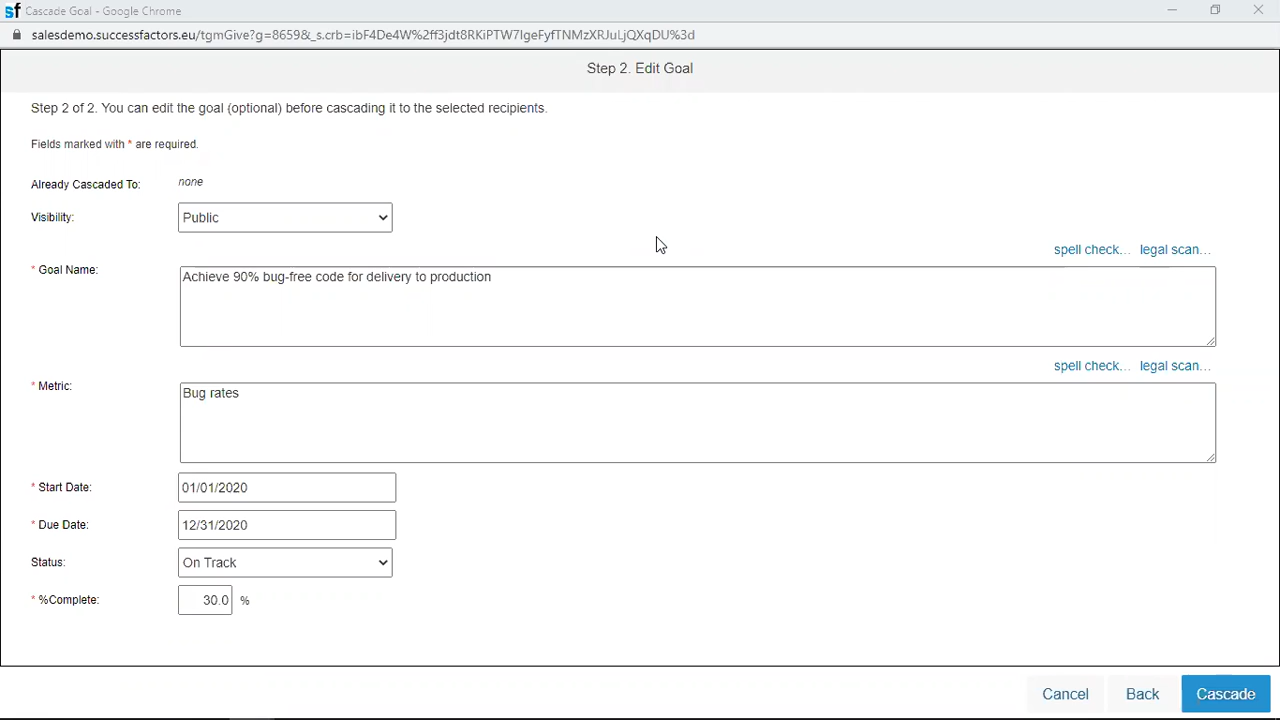 sf Cascade Goal - Google Chrome
salesdemo.successfactors.eu/tgmGive?g=8659&_s.crb=ibF4De4W%2ff3jdt8RKiPTW7IgeFyfTNMzXRJuLjQXqDU%3d
Step 2. Edit Goal
Step 2 of 2. You can edit the goal (optional) before cascading it to the selected recipients.
Fields marked with * are required.
Already Cascaded To: none
Visibility: Public
spell check... legal scan...
* Goal Name: Achieve 90% bug-free code for delivery to production
spell check... legal scan...
* Metric: Bug rates
* Start Date: 01/01/2020
* Due Date: 12/31/2020
Status: On Track
* %Complete: 30.0 %
Cancel Back Cascade